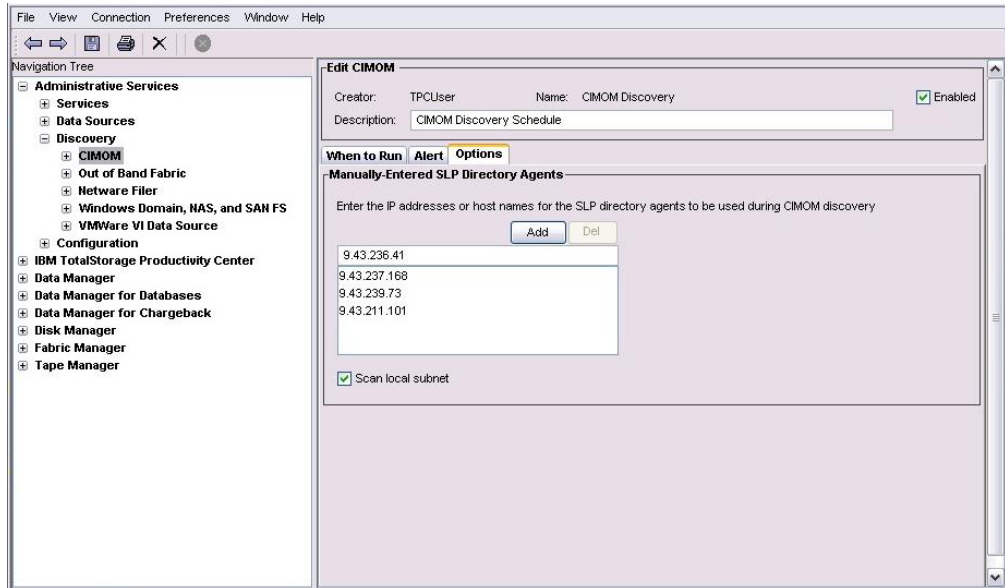 File View Connection Preferences Window Help
Navigation Tree
Administrative Services
Services
Data Sources
Discovery
CIMOM
Out of Band Fabric
Netware Filer
Windows Domain, NAS, and SAN FS
VMWare VI Data Source
Configuration
IBM TotalStorage Productivity Center
Data Manager
Data Manager for Databases
Data Manager for Chargeback
Disk Manager
Fabric Manager
Tape Manager
Edit CIMOM
Creator: TPCUser Name: CIMOM Discovery Enabled
Description: CIMOM Discovery Schedule
When to Run Alert Options
Manually-Entered SLP Directory Agents
Enter the IP addresses or host names for the SLP directory agents to be used during CIMOM discovery
Add Del
9.43.236.41
9.43.237.168
9.43.239.73
9.43.211.101
Scan local subnet